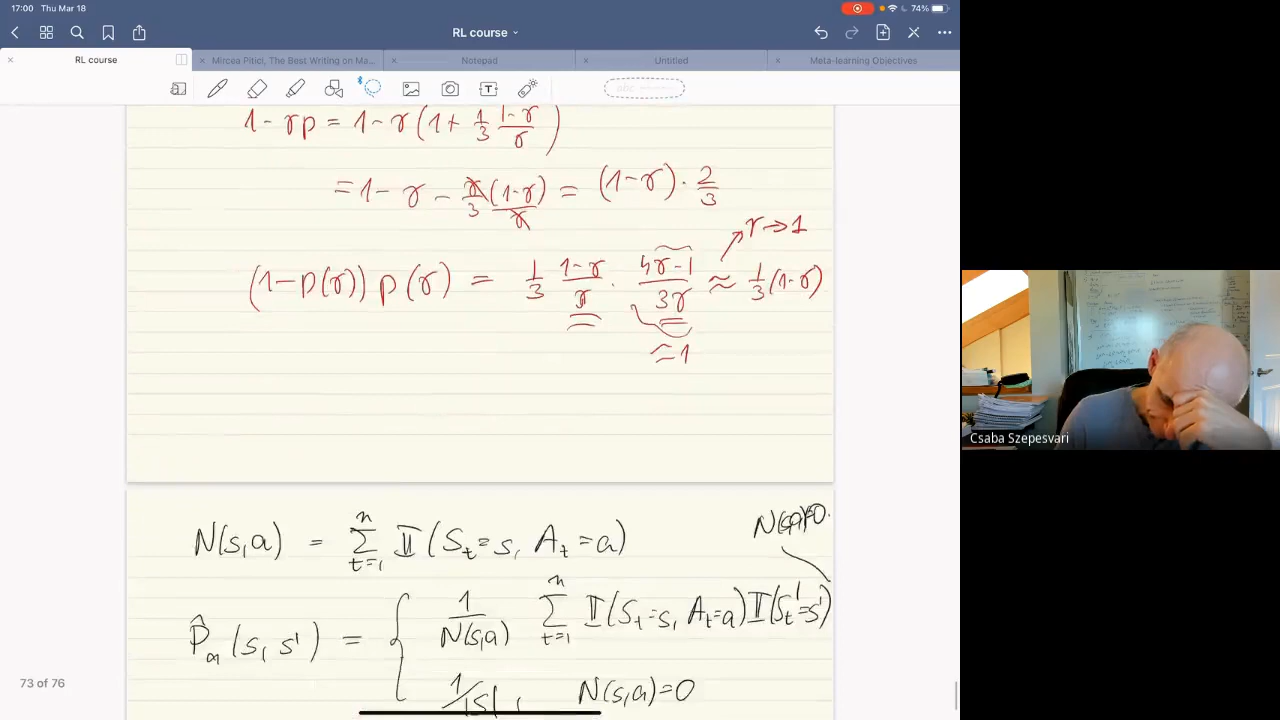 17:00 Thu Mar 18
74%
RL course
RL course
Mircea Pitici, The Best Writing on Ma...
Notepad
Untitled
Meta-learning Objectives
1 - γp = 1 - γ(1 + 1/3 (1-γ)/γ)
= 1 - γ - γ/3 (1-γ)/γ = (1-γ) · 2/3
γ → 1
(1 - p(γ)) p(γ) = 1/3 (1-γ)/γ · (4γ-1)/3γ ≈ 1/3 (1-γ)
≈ 1
N(s,a) = Σ_{t=1}^{n} 𝕀(S_t = s, A_t = a)
P̂_a(s, s') = { 1/N(s,a) Σ_{t=1}^{n} 𝕀(S_t = s, A_t = a) 𝕀(S_t' = s')
1/|S|, N(s,a) = 0
73 of 76
Csaba Szepesvari